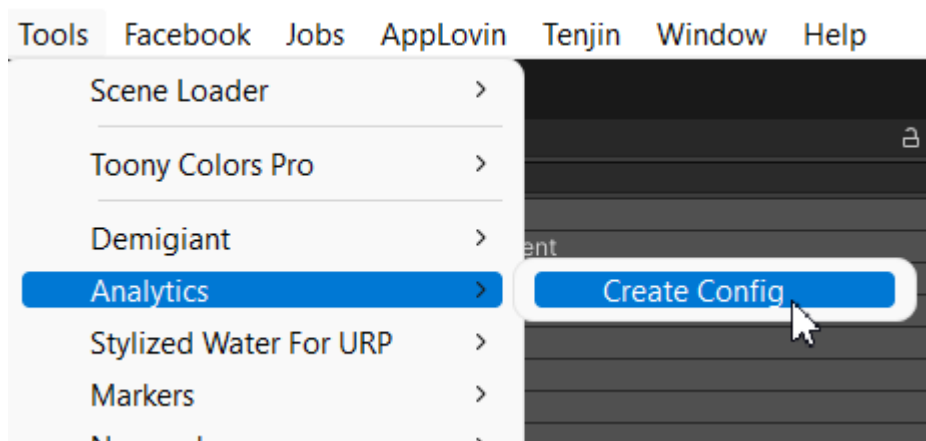 Tools Facebook Jobs AppLovin Tenjin Window Help
Scene Loader
Toony Colors Pro
Demigiant
Analytics
Create Config
Stylized Water For URP
Markers